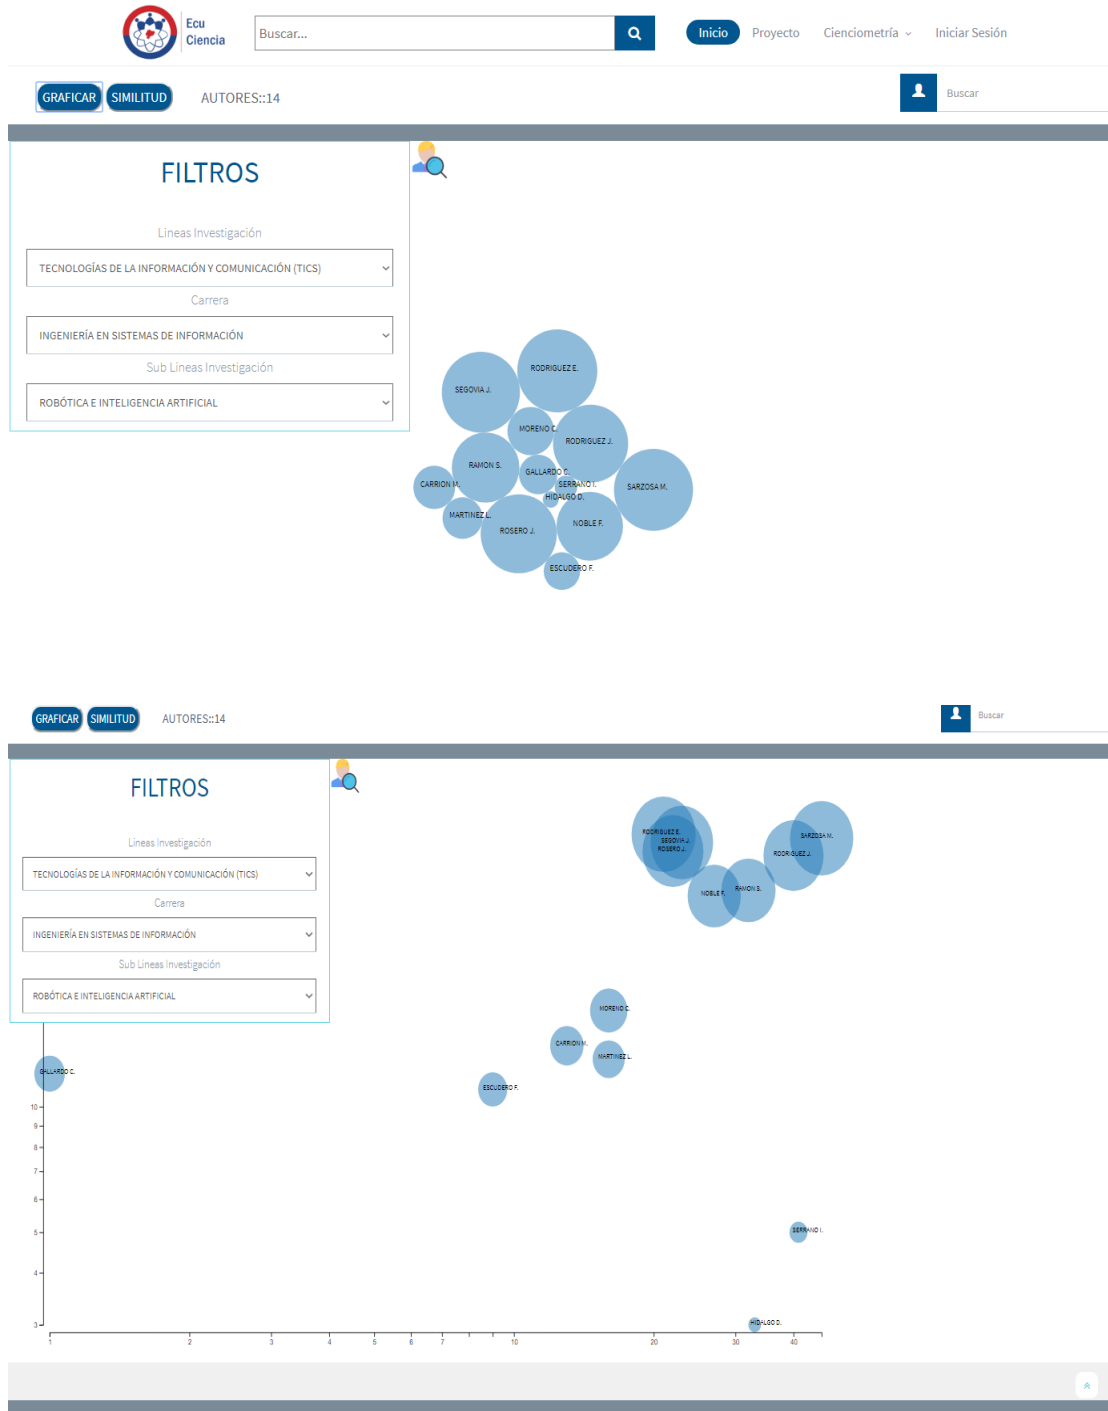 Ecu
Ciencia
Buscar...
Inicio
Proyecto
Cienciometría
Iniciar Sesión
GRAFICAR
SIMILITUD
AUTORES::14
Buscar
FILTROS
Lineas Investigación
TECNOLOGÍAS DE LA INFORMACIÓN Y COMUNICACIÓN (TICS)
Carrera
INGENIERÍA EN SISTEMAS DE INFORMACIÓN
Sub Lineas Investigación
ROBÓTICA E INTELIGENCIA ARTIFICIAL
RODRIGUEZ E.
SEGOVIA J.
MORENO C.
RODRIGUEZ J.
RAMON S.
GALLARDO C.
CARRION M.
SERRANO I.
SARZOSA M.
HIDALGO D.
MARTINEZ L.
ROSERO J.
NOBLE F.
ESCUDERO F.
GRAFICAR
SIMILITUD
AUTORES::14
Buscar
FILTROS
Lineas Investigación
TECNOLOGÍAS DE LA INFORMACIÓN Y COMUNICACIÓN (TICS)
Carrera
INGENIERÍA EN SISTEMAS DE INFORMACIÓN
Sub Lineas Investigación
ROBÓTICA E INTELIGENCIA ARTIFICIAL
RODRIGUEZ E.
SEGOVIA J.
ROSERO J.
SARZOSA M.
RODRIGUEZ J.
NOBLE F.
RAMON S.
MORENO C.
CARRION M.
MARTINEZ L.
GALLARDO C.
ESCUDERO F.
SERRANO I.
HIDALGO D.
10
9
8
7
6
5
4
3
1
2
3
4
5
6
7
10
20
30
40